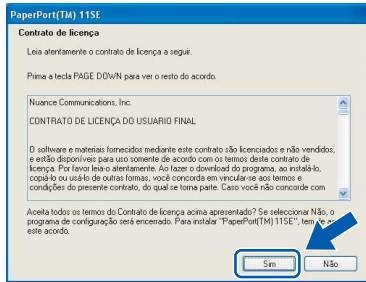 PaperPort(TM) 11SE
Contrato de licença
Leia atentamente o contrato de licença a seguir.
Prima a tecla PAGE DOWN para ver o resto do acordo.
Nuance Communications, Inc.
CONTRATO DE LICENÇA DO USUARIO FINAL
O software e materiais fornecidos mediante este contrato são licenciados e não vendidos,
e estão disponíveis para uso somente de acordo com os termos deste contrato de
licença. Por favor leia-o atentamente. Ao fazer o download do programa, ao instalá-lo,
copiá-lo ou usá-lo de outras formas, você concorda em vincular-se aos termos e
condições do presente contrato, do qual se torna parte. Caso você não concorde com
Aceita todos os termos do Contrato de licença acima apresentado? Se seleccionar Não, o
programa de configuração será encerrado. Para instalar "PaperPort(TM) 11SE", tem
este acordo.
Sim
Não